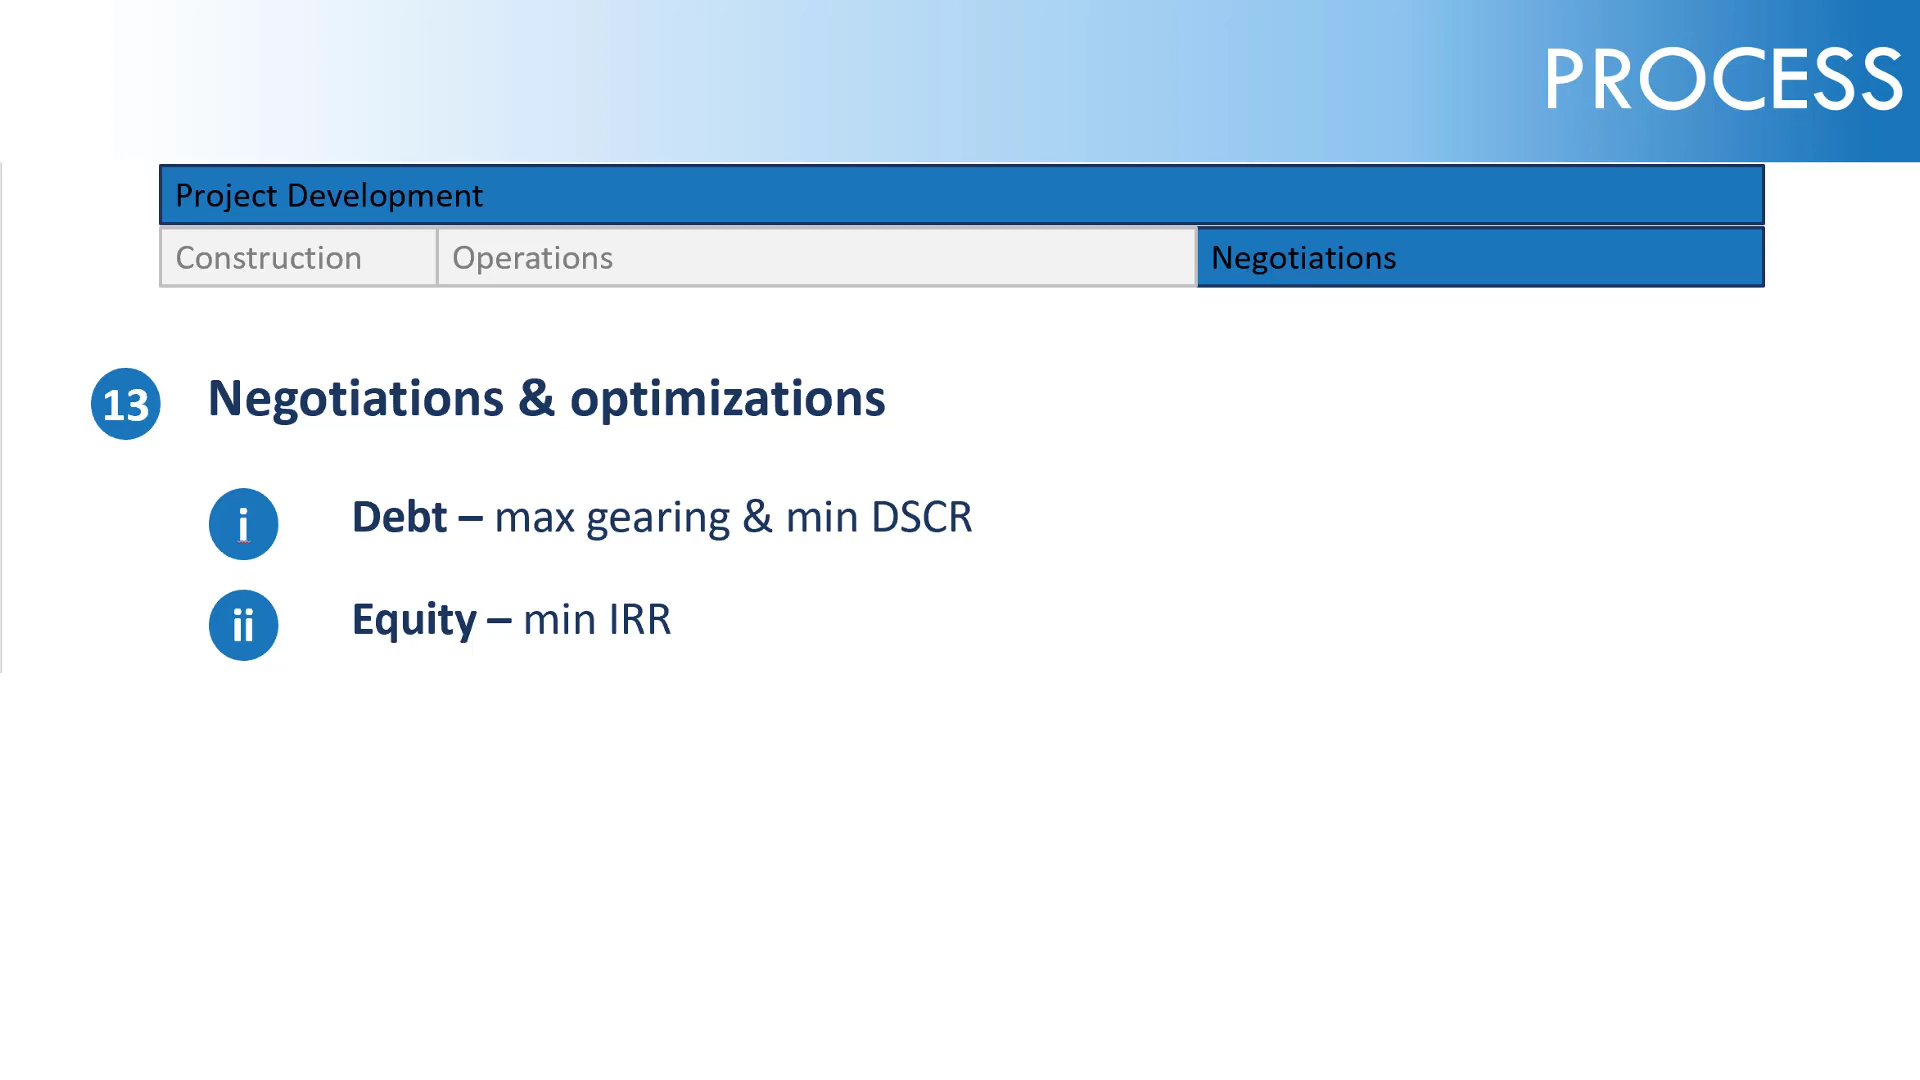 PROCESS
Project Development
Construction
Operations
Negotiations
13 Negotiations & optimizations
i Debt – max gearing & min DSCR
ii Equity – min IRR